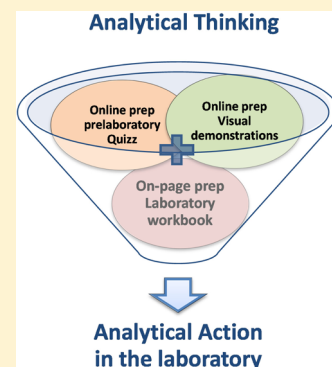 Analytical Thinking
Online prep
prelaboratory
Quizz
Online prep
Visual
demonstrations
On-page prep
Laboratory
workbook
Analytical Action
in the laboratory